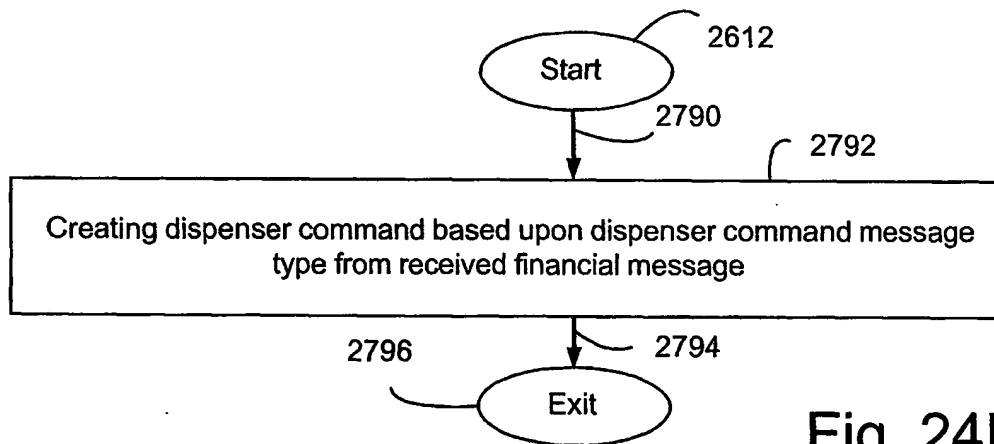 2612
Start
2790
2792
Creating dispenser command based upon dispenser command message
type from received financial message
2796
2794
Exit
Fig.